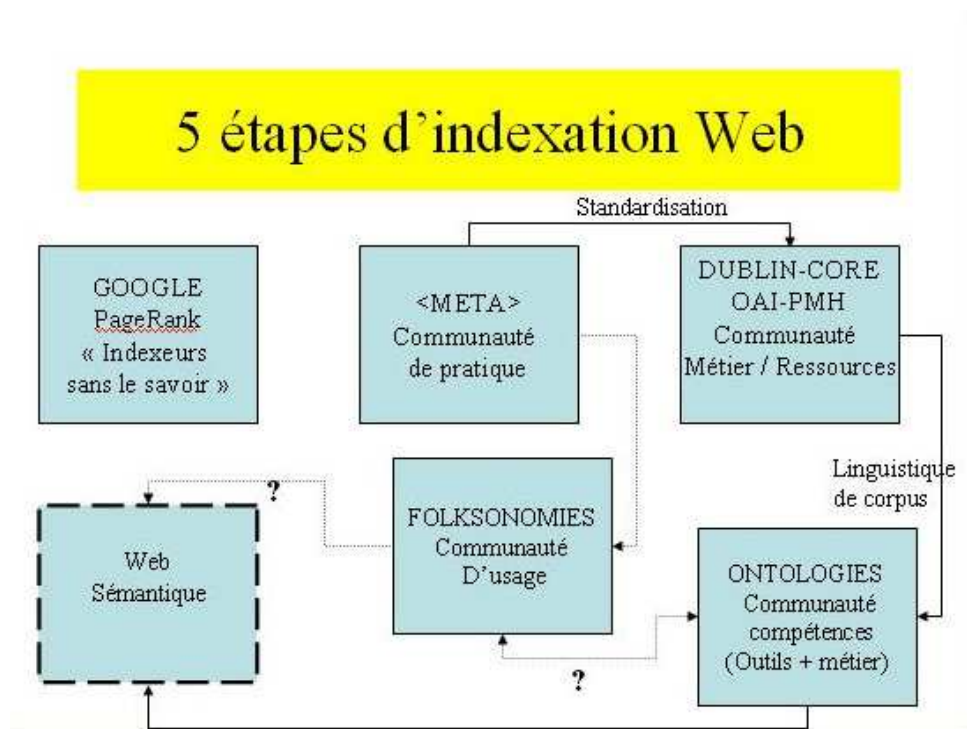 5 étapes d’indexation Web
Standardisation
GOOGLE
PageRank
« Indexeurs
sans le savoir »
<META>
Communauté
de pratique
DUBLIN-CORE
OAI-PMH
Communauté
Métier / Ressources
Linguistique
de corpus
?
Web
Sémantique
FOLKSONOMIES
Communauté
D’usage
ONTOLOGIES
Communauté
compétences
(Outils + métier)
?